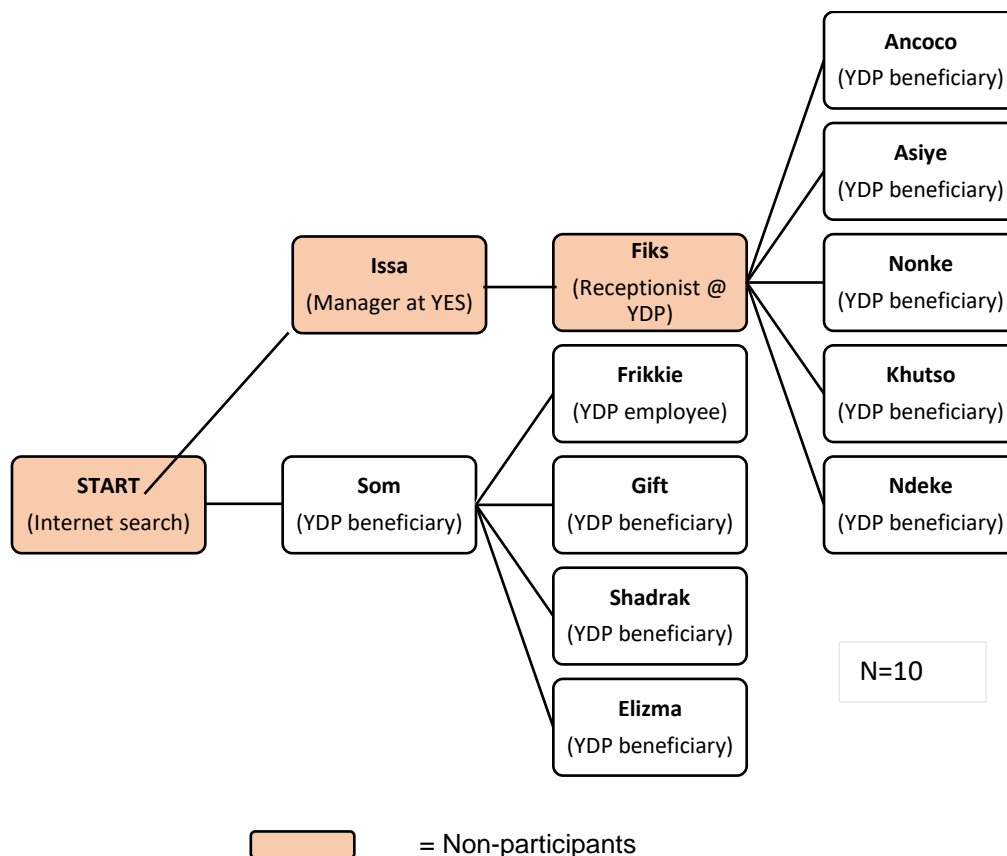 Ancoco
(YDP beneficiary)
Asiye
(YDP beneficiary)
Issa
(Manager at YES)
Fiks
(Receptionist @
YDP)
Nonke
(YDP beneficiary)
Frikkie
(YDP employee)
Khutso
(YDP beneficiary)
START
(Internet search)
Som
(YDP beneficiary)
Gift
(YDP beneficiary)
Ndeke
(YDP beneficiary)
Shadrak
(YDP beneficiary)
N=10
Elizma
(YDP beneficiary)
= Non-participants